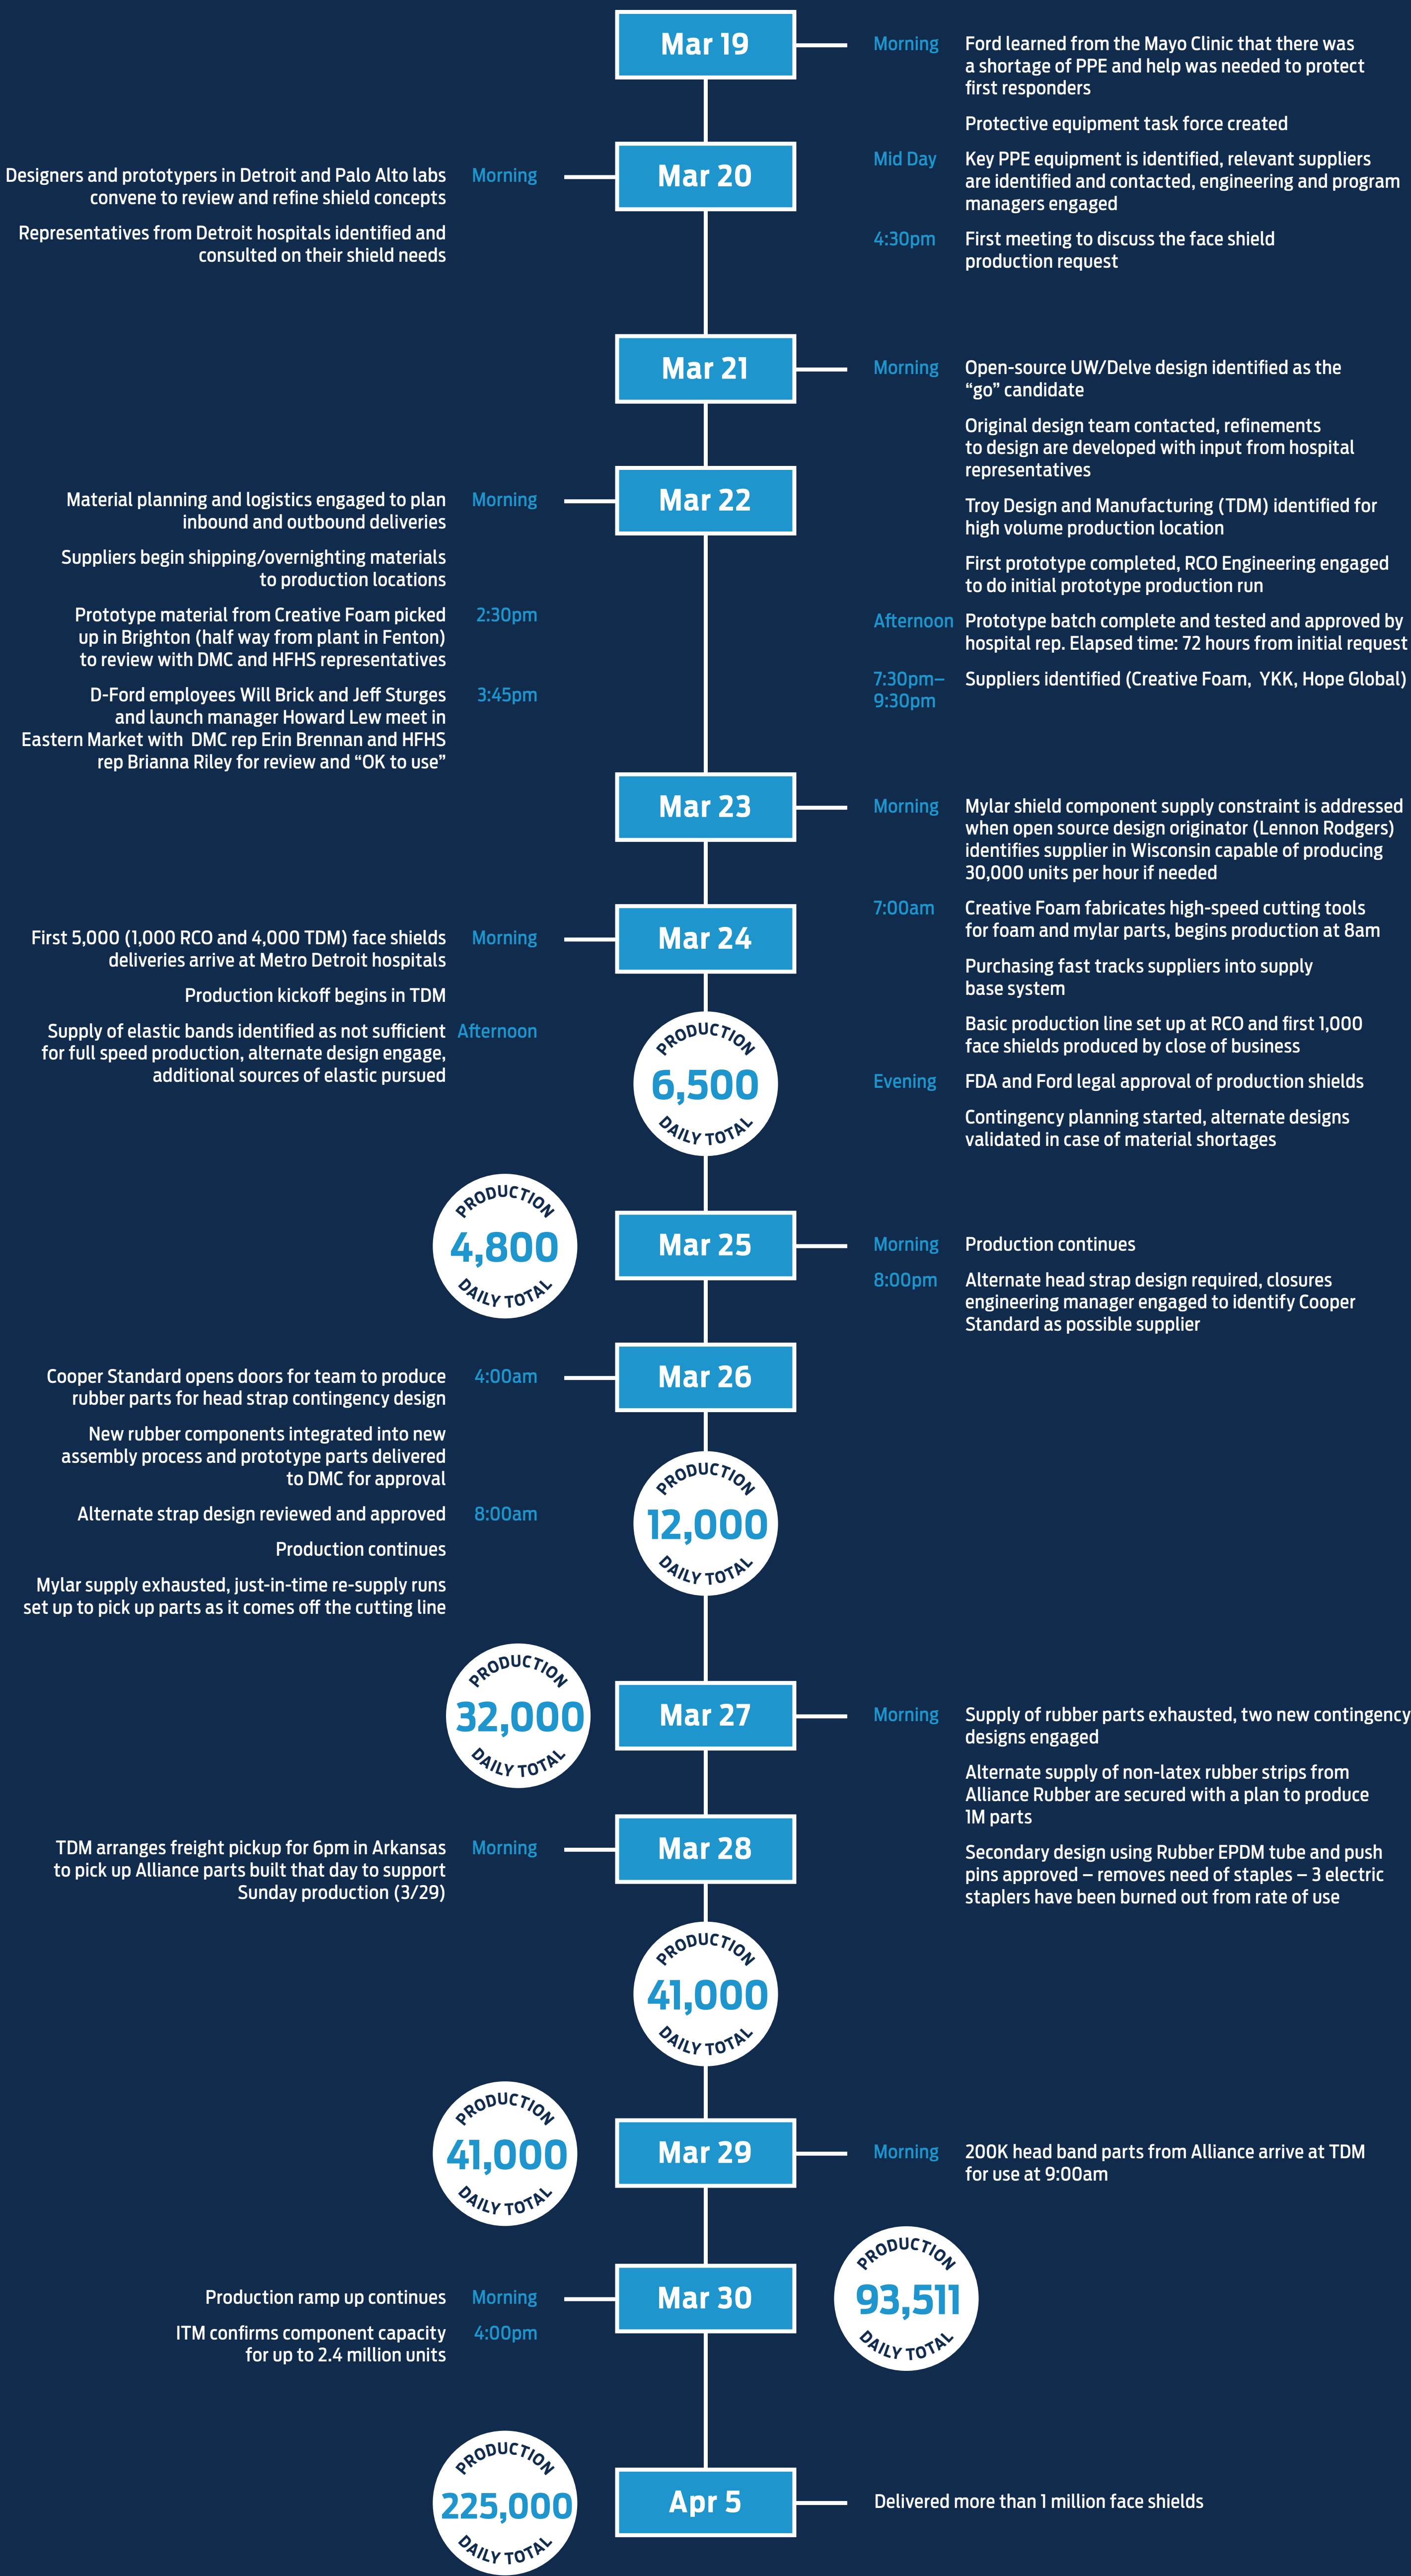 Mar 19
Morning
Ford learned from the Mayo Clinic that there was
a shortage of PPE and help was needed to protect
first responders
Protective equipment task force created
Mid Day
Key PPE equipment is identified, relevant suppliers
are identified and contacted, engineering and program
managers engaged
4:30pm
First meeting to discuss the face shield
production request
Mar 20
Morning
Designers and prototypers in Detroit and Palo Alto labs
convene to review and refine shield concepts
Representatives from Detroit hospitals identified and
consulted on their shield needs
Mar 21
Morning
Open-source UW/Delve design identified as the
“go” candidate
Original design team contacted, refinements
to design are developed with input from hospital
representatives
Troy Design and Manufacturing (TDM) identified for
high volume production location
First prototype completed, RCO Engineering engaged
to do initial prototype production run
Afternoon
Prototype batch complete and tested and approved by
hospital rep. Elapsed time: 72 hours from initial request
7:30pm–
9:30pm
Suppliers identified (Creative Foam, YKK, Hope Global)
Mar 22
Morning
Material planning and logistics engaged to plan
inbound and outbound deliveries
Suppliers begin shipping/overnighting materials
to production locations
2:30pm
Prototype material from Creative Foam picked
up in Brighton (half way from plant in Fenton)
to review with DMC and HFHS representatives
3:45pm
D-Ford employees Will Brick and Jeff Sturges
and launch manager Howard Lew meet in
Eastern Market with DMC rep Erin Brennan and HFHS
rep Brianna Riley for review and “OK to use”
Mar 23
Morning
Mylar shield component supply constraint is addressed
when open source design originator (Lennon Rodgers)
identifies supplier in Wisconsin capable of producing
30,000 units per hour if needed
7:00am
Creative Foam fabricates high-speed cutting tools
for foam and mylar parts, begins production at 8am
Purchasing fast tracks suppliers into supply
base system
Basic production line set up at RCO and first 1,000
face shields produced by close of business
Evening
FDA and Ford legal approval of production shields
Contingency planning started, alternate designs
validated in case of material shortages
Mar 24
Morning
First 5,000 (1,000 RCO and 4,000 TDM) face shields
deliveries arrive at Metro Detroit hospitals
Production kickoff begins in TDM
Afternoon
Supply of elastic bands identified as not sufficient
for full speed production, alternate design engage,
additional sources of elastic pursued
PRODUCTION
6,500
DAILY TOTAL
PRODUCTION
4,800
DAILY TOTAL
Mar 25
Morning
Production continues
8:00pm
Alternate head strap design required, closures
engineering manager engaged to identify Cooper
Standard as possible supplier
Mar 26
4:00am
Cooper Standard opens doors for team to produce
rubber parts for head strap contingency design
New rubber components integrated into new
assembly process and prototype parts delivered
to DMC for approval
8:00am
Alternate strap design reviewed and approved
Production continues
Mylar supply exhausted, just-in-time re-supply runs
set up to pick up parts as it comes off the cutting line
PRODUCTION
12,000
DAILY TOTAL
PRODUCTION
32,000
DAILY TOTAL
Mar 27
Morning
Supply of rubber parts exhausted, two new contingency
designs engaged
Alternate supply of non-latex rubber strips from
Alliance Rubber are secured with a plan to produce
1M parts
Secondary design using Rubber EPDM tube and push
pins approved – removes need of staples – 3 electric
staplers have been burned out from rate of use
Mar 28
Morning
TDM arranges freight pickup for 6pm in Arkansas
to pick up Alliance parts built that day to support
Sunday production (3/29)
PRODUCTION
41,000
DAILY TOTAL
PRODUCTION
41,000
DAILY TOTAL
Mar 29
Morning
200K head band parts from Alliance arrive at TDM
for use at 9:00am
Mar 30
Morning
Production ramp up continues
4:00pm
ITM confirms component capacity
for up to 2.4 million units
PRODUCTION
93,511
DAILY TOTAL
PRODUCTION
225,000
DAILY TOTAL
Apr 5
Delivered more than 1 million face shields